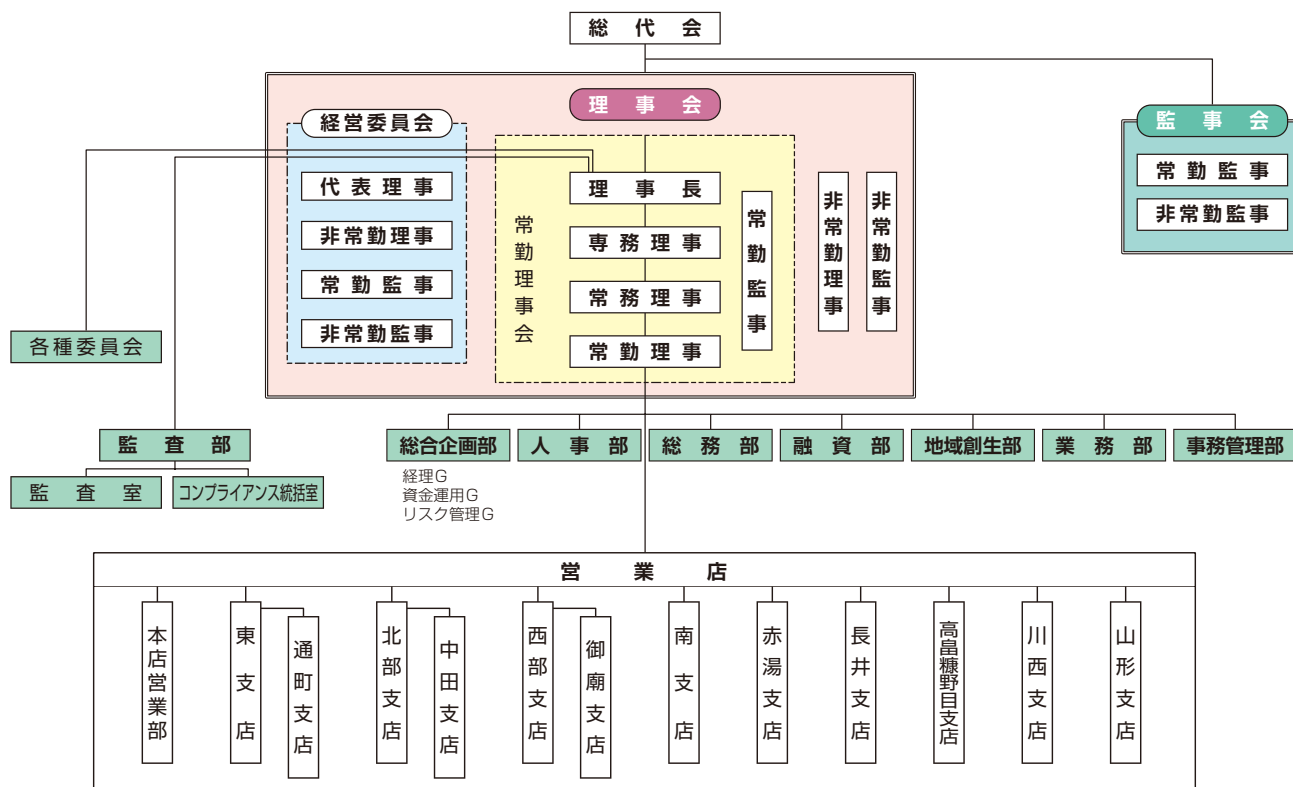 総代会
理事会
監事会
経営委員会
代表理事
非常勤理事
常勤監事
非常勤監事
常勤理事会
理事長
専務理事
常務理事
常勤理事
常勤監事
非常勤理事
非常勤監事
常勤監事
非常勤監事
各種委員会
監査部
監査室
コンプライアンス統括室
総合企画部
経理G
資金運用G
リスク管理G
人事部
総務部
融資部
地域創生部
業務部
事務管理部
営業店
本店営業部
東支店
通町支店
北部支店
中田支店
西部支店
御廟支店
南支店
赤湯支店
長井支店
高畠糠野目支店
川西支店
山形支店